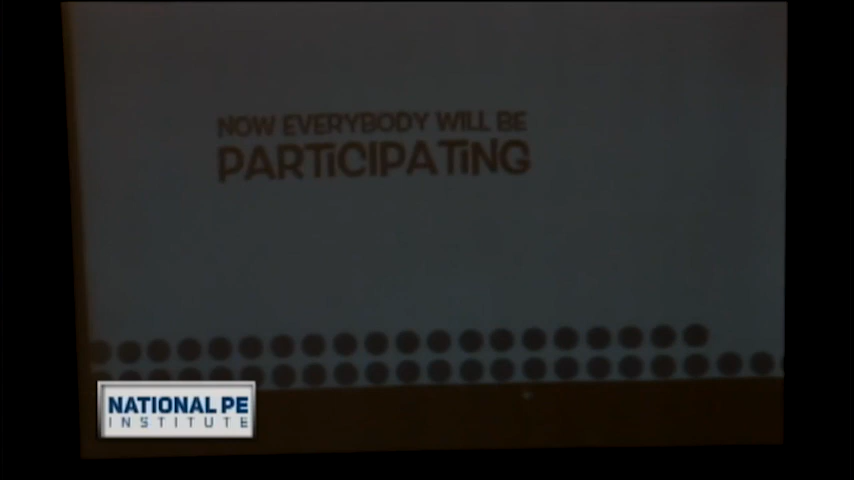 NOW EVERYBODY WILL BE
PARTICIPATING
NATIONAL PE
INSTITUTE